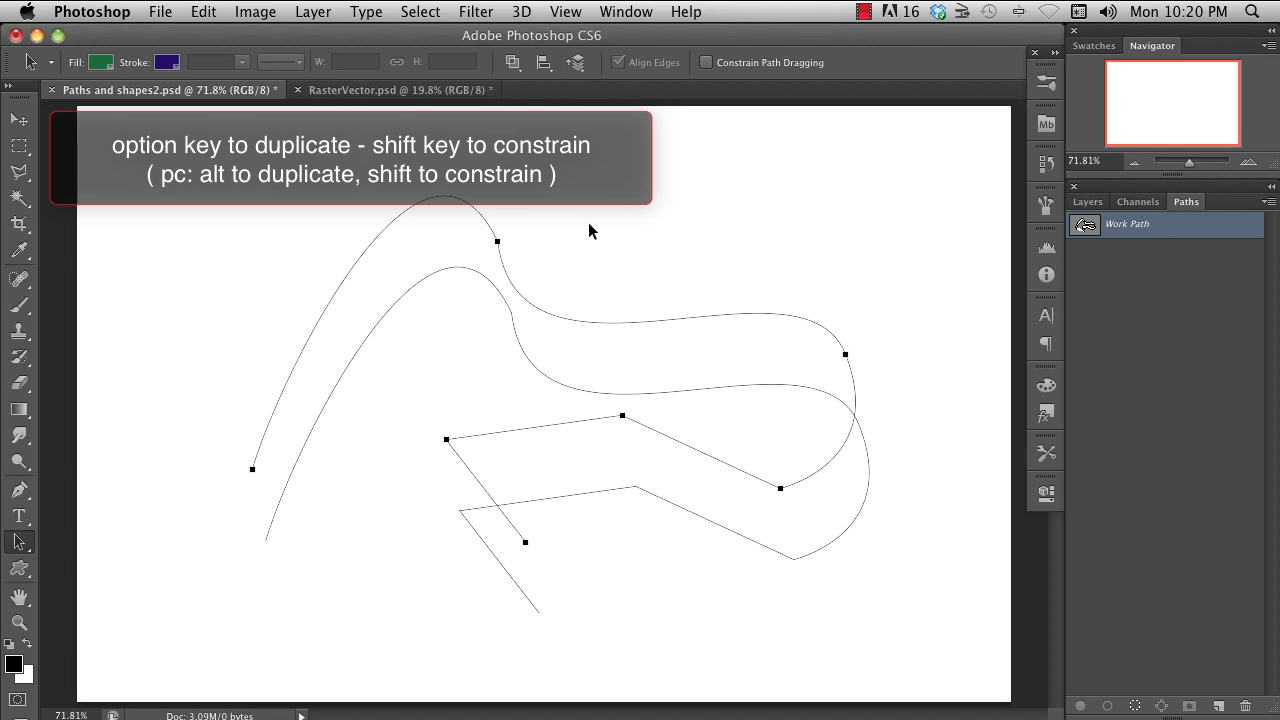 Photoshop File Edit Image Layer Type Select Filter 3D View Window Help 16 Mon 10:20 PM
Adobe Photoshop CS6
Fill: Stroke: W: H: Align Edges Constrain Path Dragging
Paths and shapes2.psd @ 71.8% (RGB/8) * RasterVector.psd @ 19.8% (RGB/8) *
option key to duplicate - shift key to constrain
( pc: alt to duplicate, shift to constrain )
Swatches Navigator
71.81%
Layers Channels Paths
Work Path
Mb
A
T
71.81% Doc: 3.09M/0 bytes